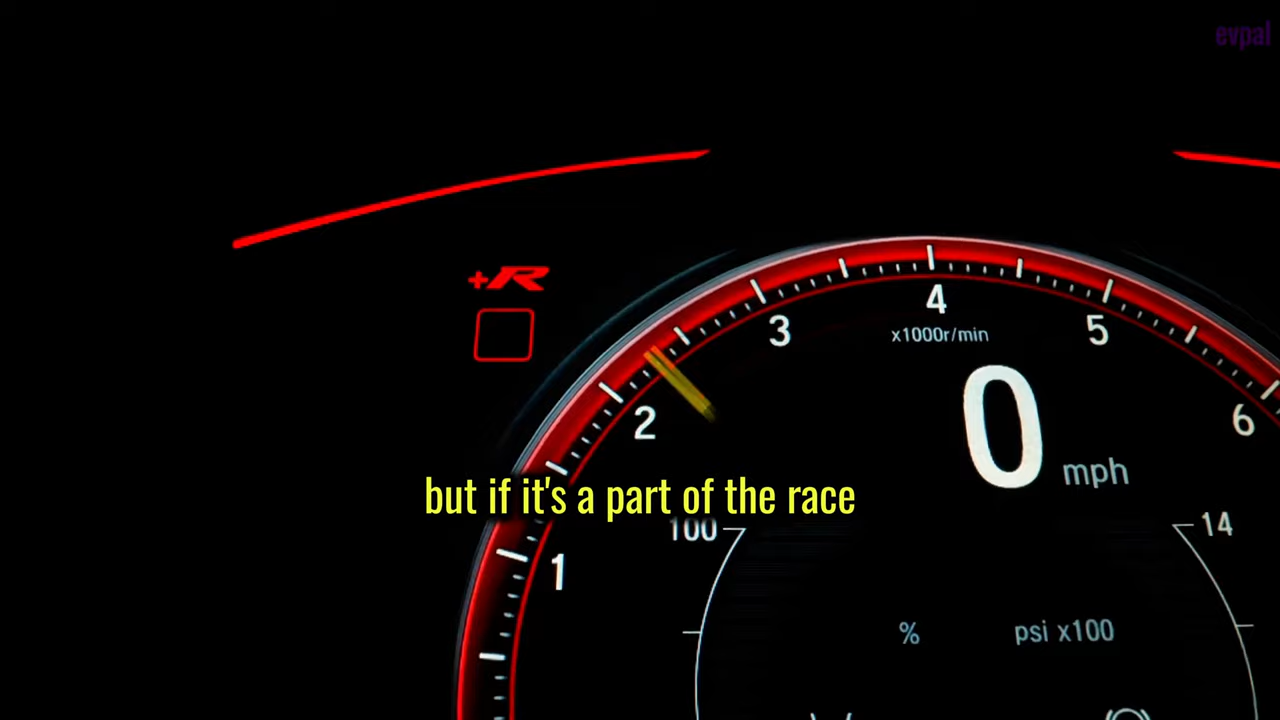 evpal
+R
4
3
5
x1000r/min
2
0
mph
6
but if it's a part of the race
100
14
1
%
psi x100